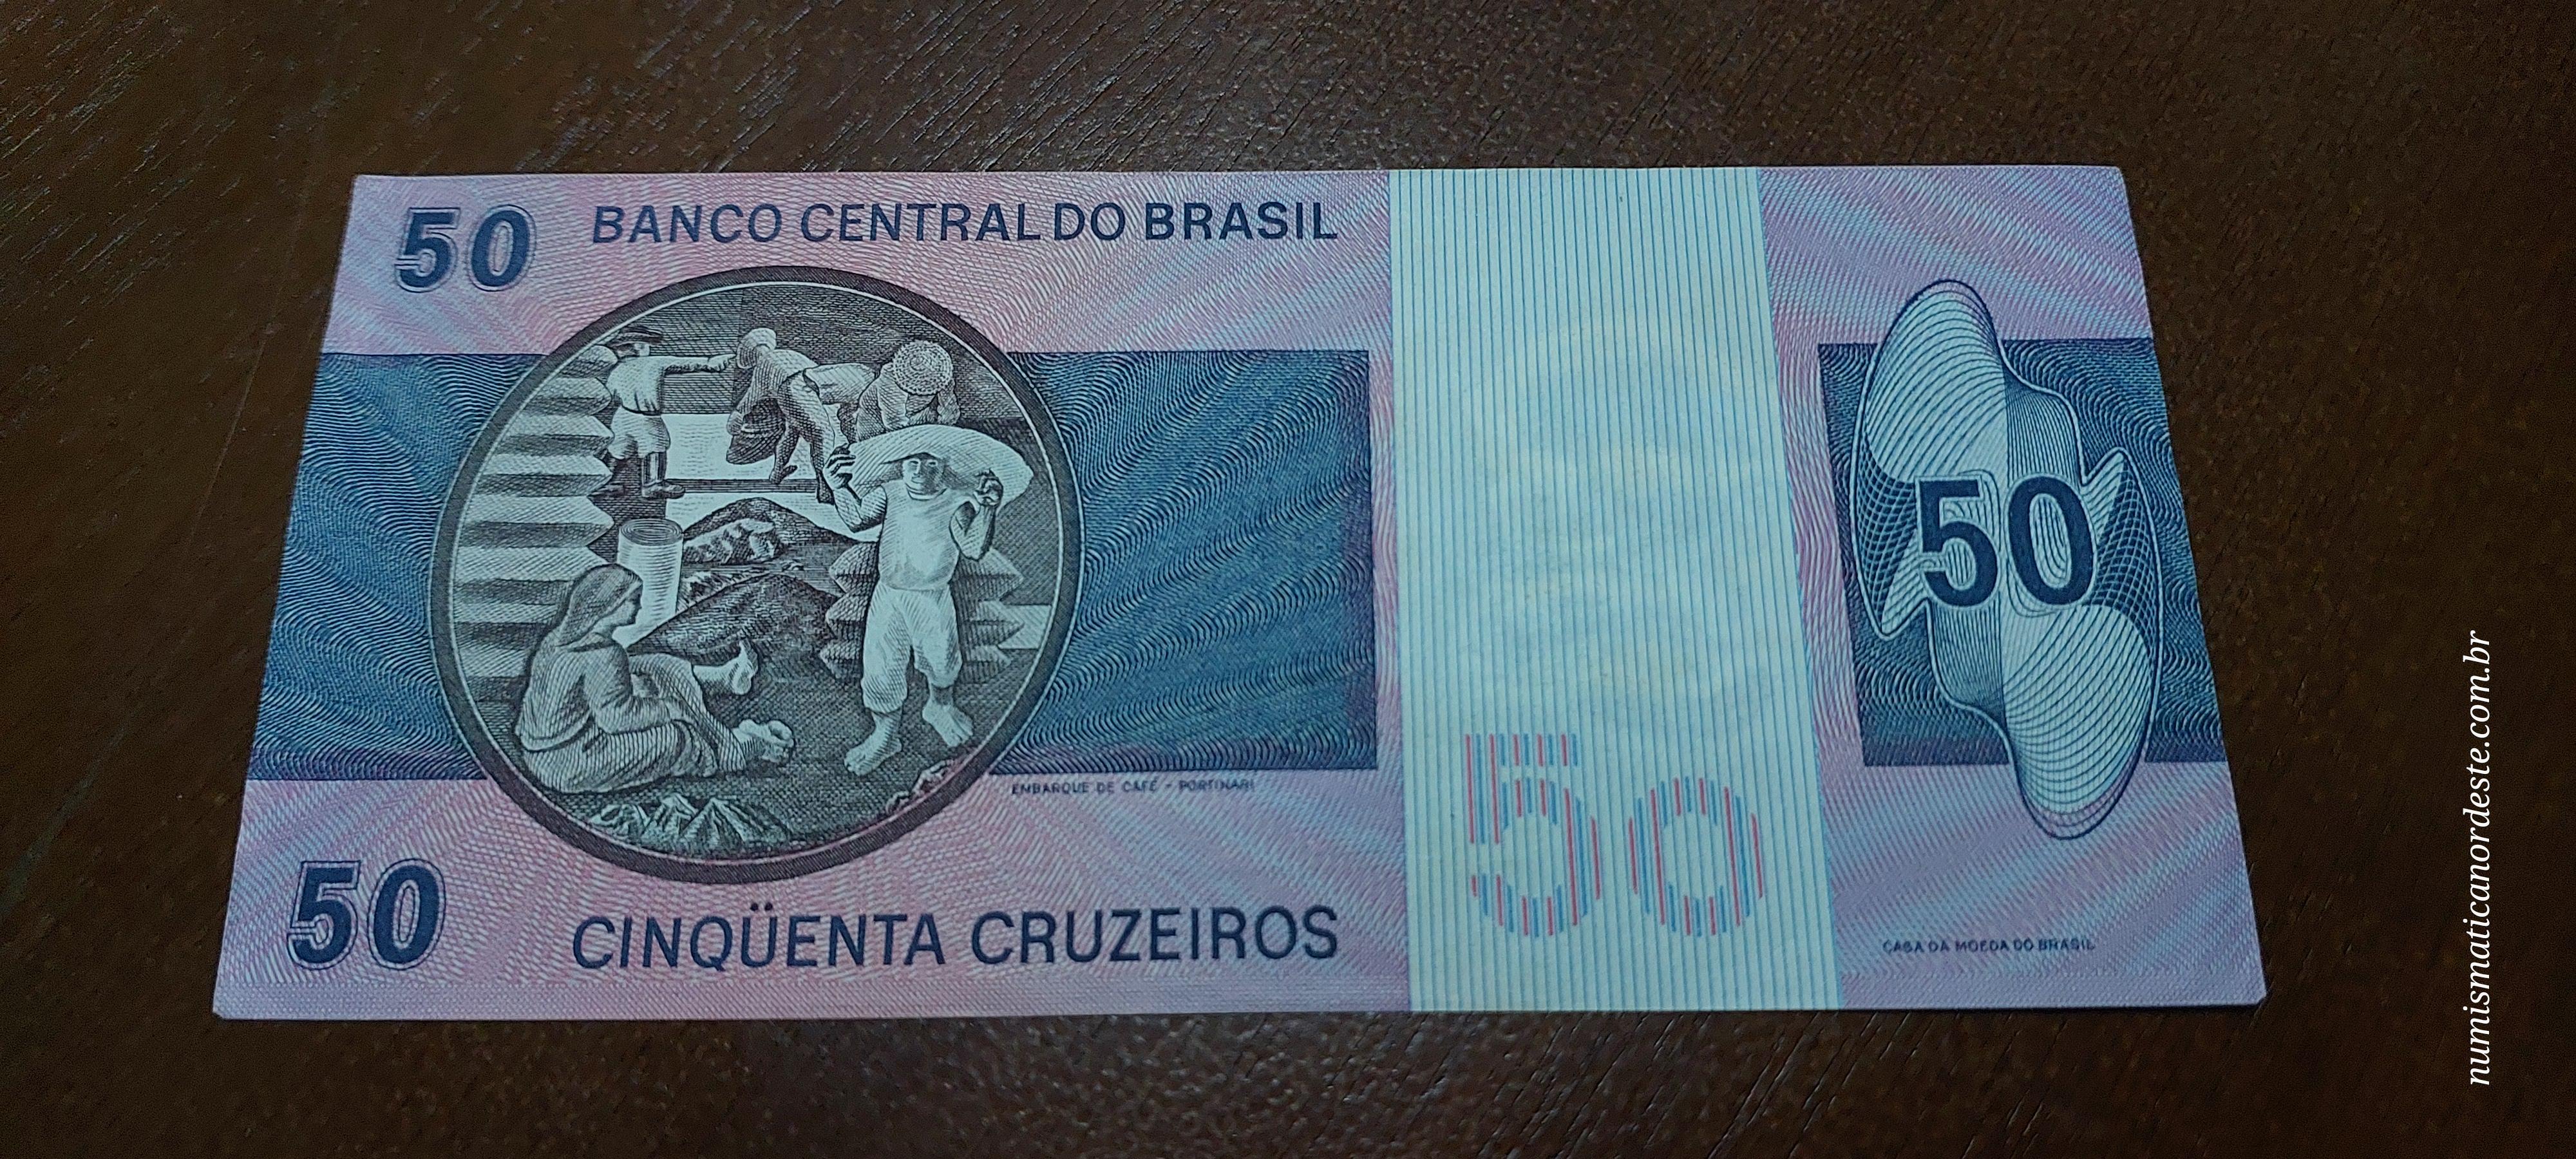 50 BANCO CENTRAL DO BRASIL
50
EMBARQUE DE CAFÉ - PORTINARI
50
50 CINQÜENTA CRUZEIROS
CASA DA MOEDA DO BRASIL
numismaticanordeste.com.br